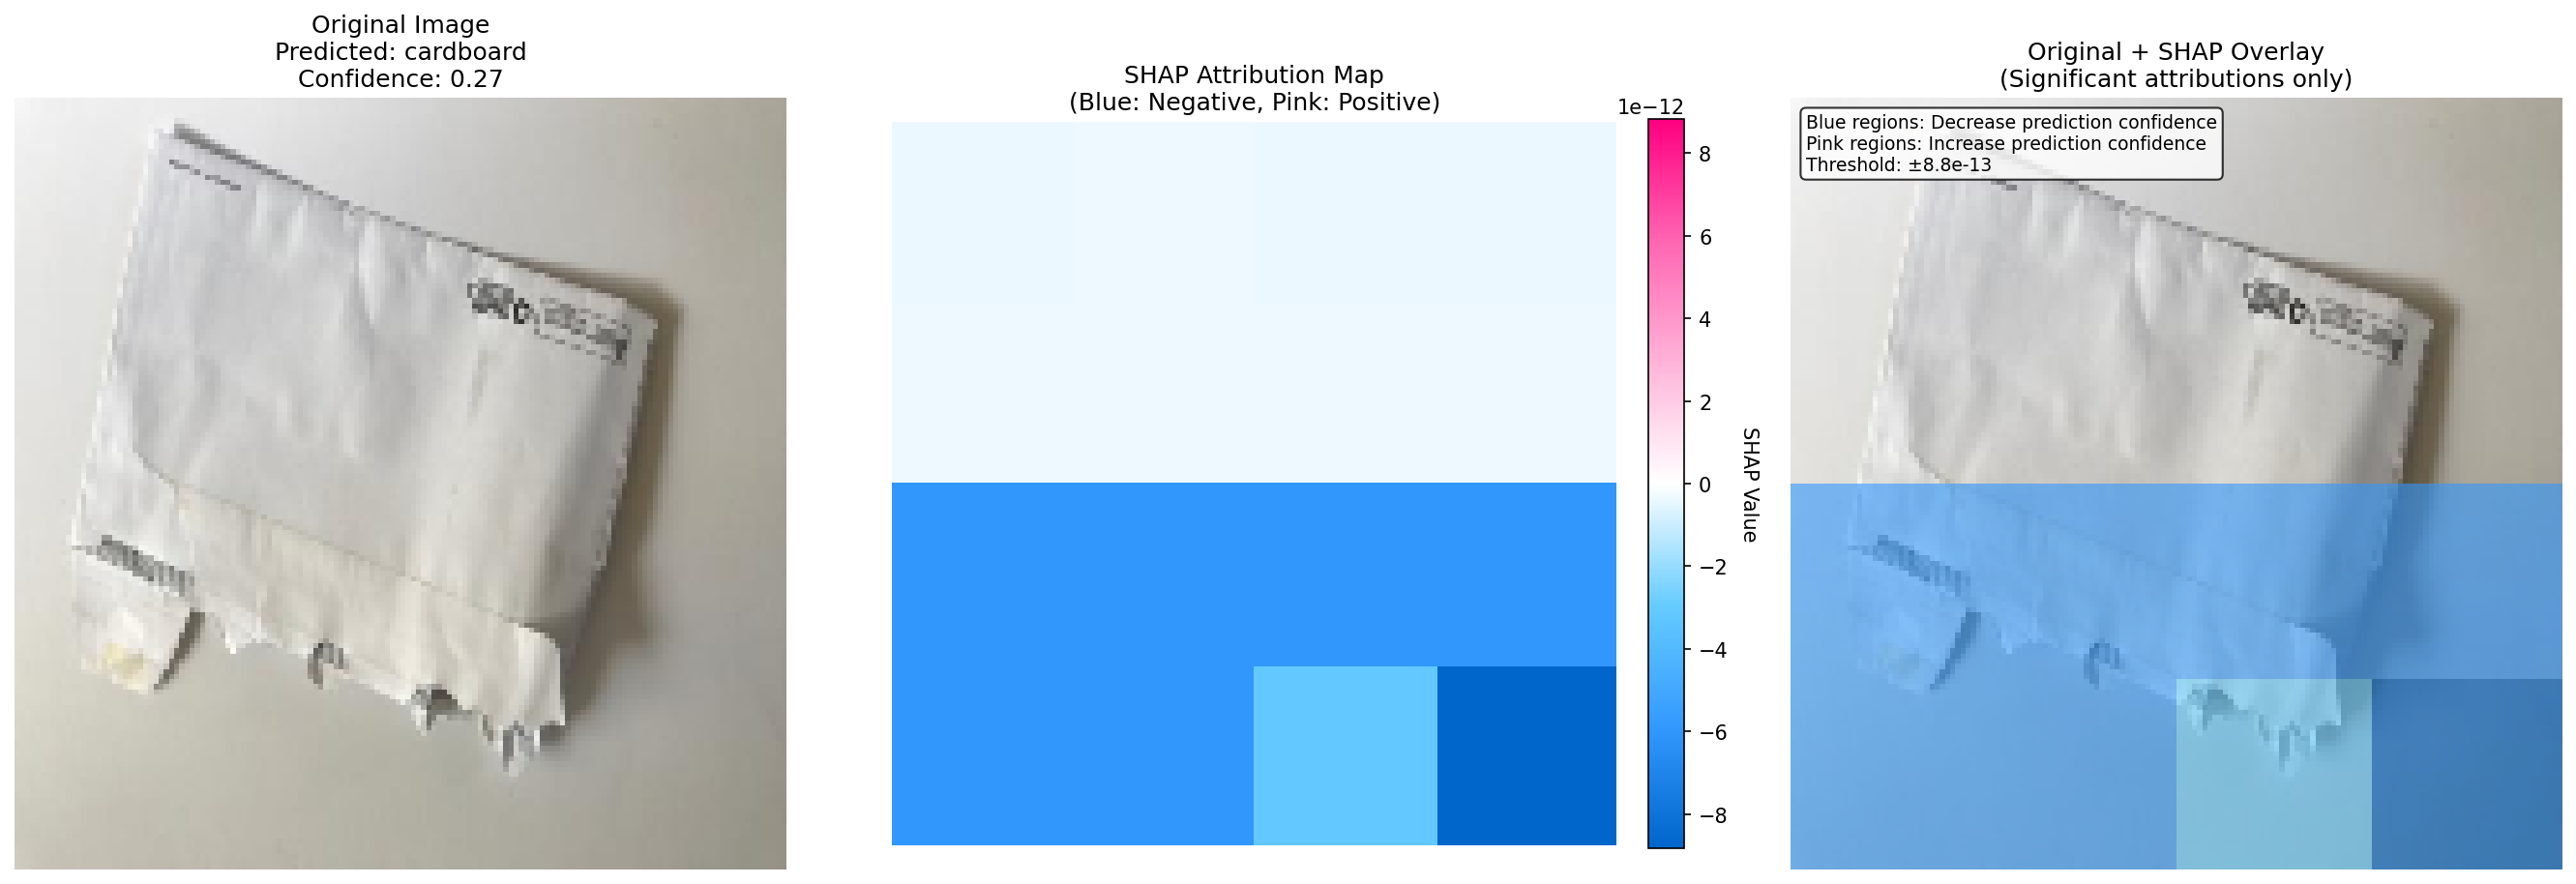 Original Image
Predicted: cardboard
Confidence: 0.27
SHAP Attribution Map
(Blue: Negative, Pink: Positive)
1e−12
8
6
4
2
0
−2
−4
−6
−8
SHAP Value
Original + SHAP Overlay
(Significant attributions only)
Blue regions: Decrease prediction confidence
Pink regions: Increase prediction confidence
Threshold: ±8.8e-13